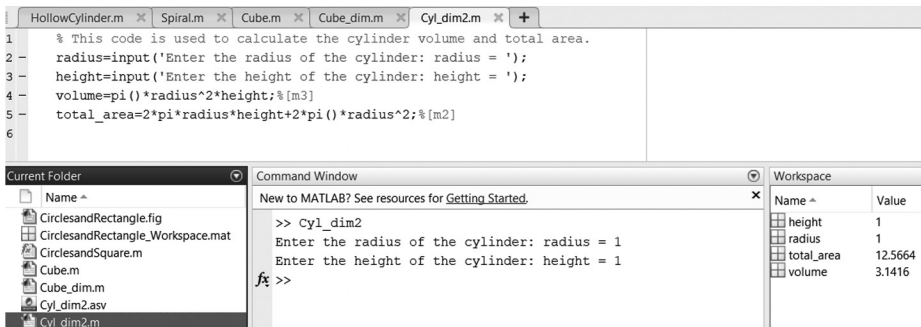 HollowCylinder.m × Spiral.m × Cube.m × Cube_dim.m × Cyl_dim2.m × +
1 % This code is used to calculate the cylinder volume and total area.
2 – radius=input('Enter the radius of the cylinder: radius = ');
3 – height=input('Enter the height of the cylinder: height = ');
4 – volume=pi()*radius^2*height;%[m3]
5 – total_area=2*pi*radius*height+2*pi()*radius^2;%[m2]
6
Current Folder
Name
CirclesandRectangle.fig
CirclesandRectangle_Workspace.mat
CirclesandSquare.m
Cube.m
Cube_dim.m
Cyl_dim2.asv
Cyl_dim2.m
Command Window
New to MATLAB? See resources for Getting Started. ×
>> Cyl_dim2
Enter the radius of the cylinder: radius = 1
Enter the height of the cylinder: height = 1
fx >>
Workspace
Name Value
height 1
radius 1
total_area 12.5664
volume 3.1416